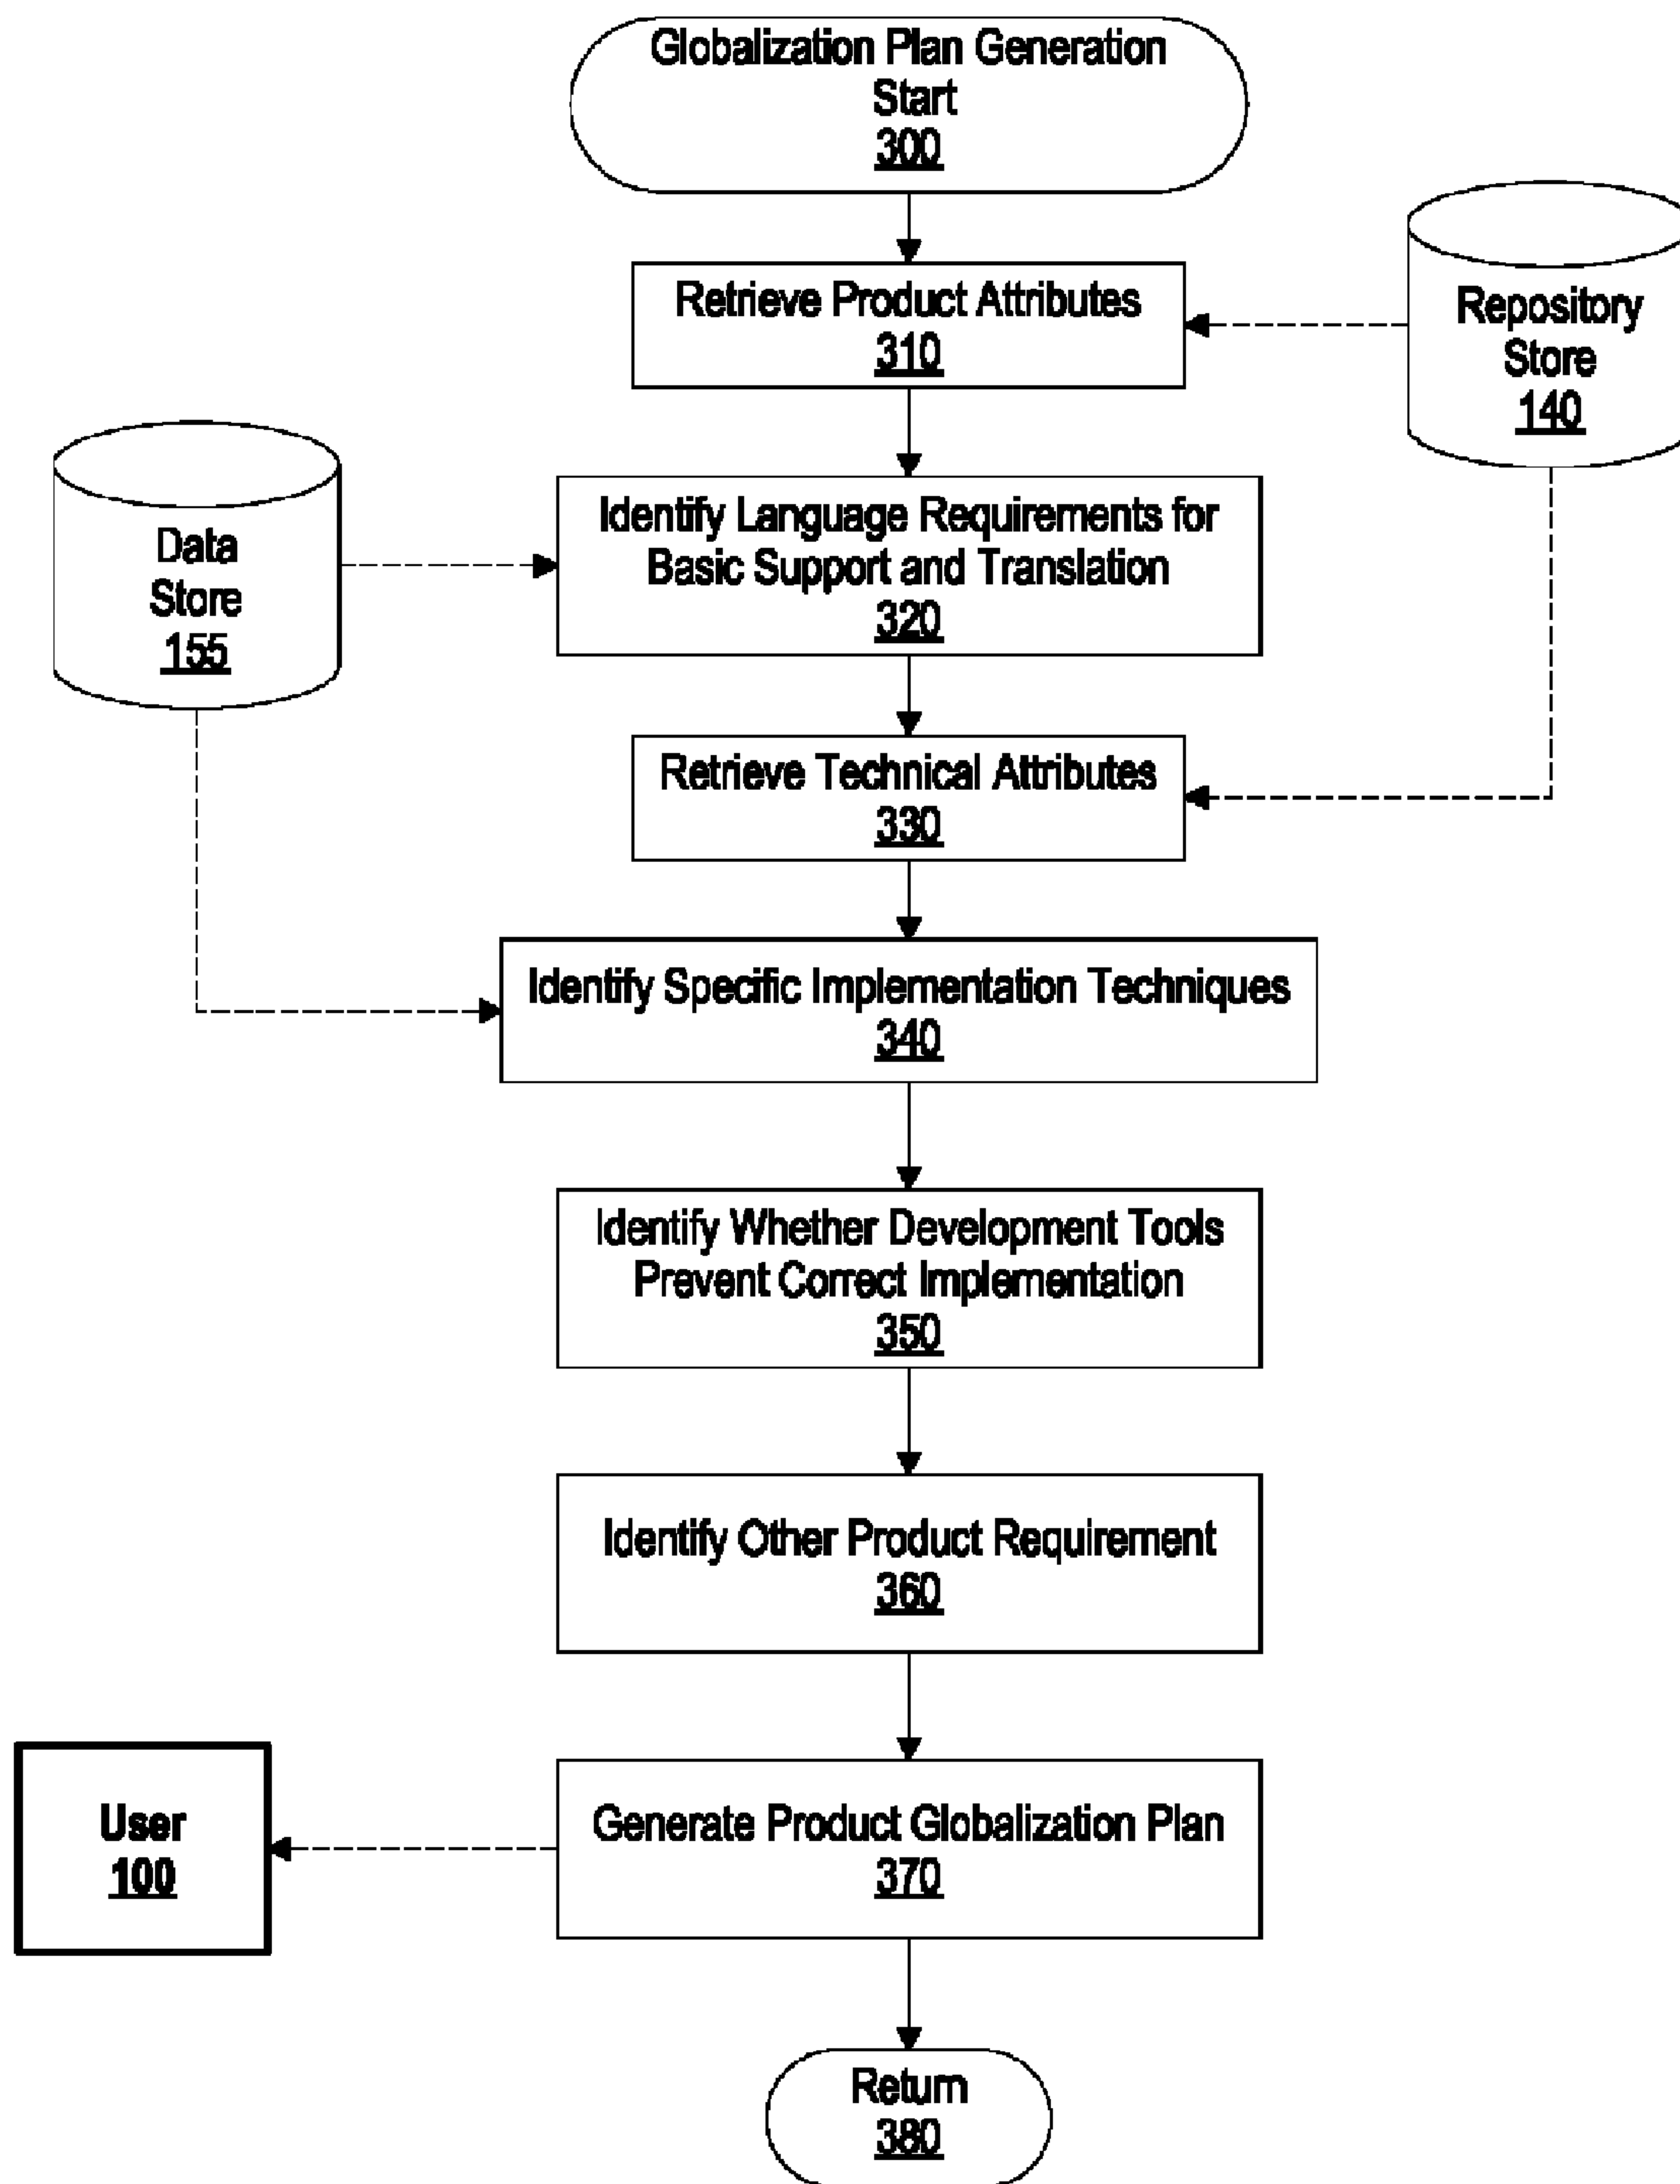 Globalization Plan Generation
Start
300
Retrieve Product Attributes
310
Repository
Store
140
Data
Store
155
Identify Language Requirements for
Basic Support and Translation
320
Retrieve Technical Attributes
330
Identify Specific Implementation Techniques
340
Identify Whether Development Tools
Prevent Correct Implementation
350
Identify Other Product Requirement
360
User
100
Generate Product Globalization Plan
370
Return
380